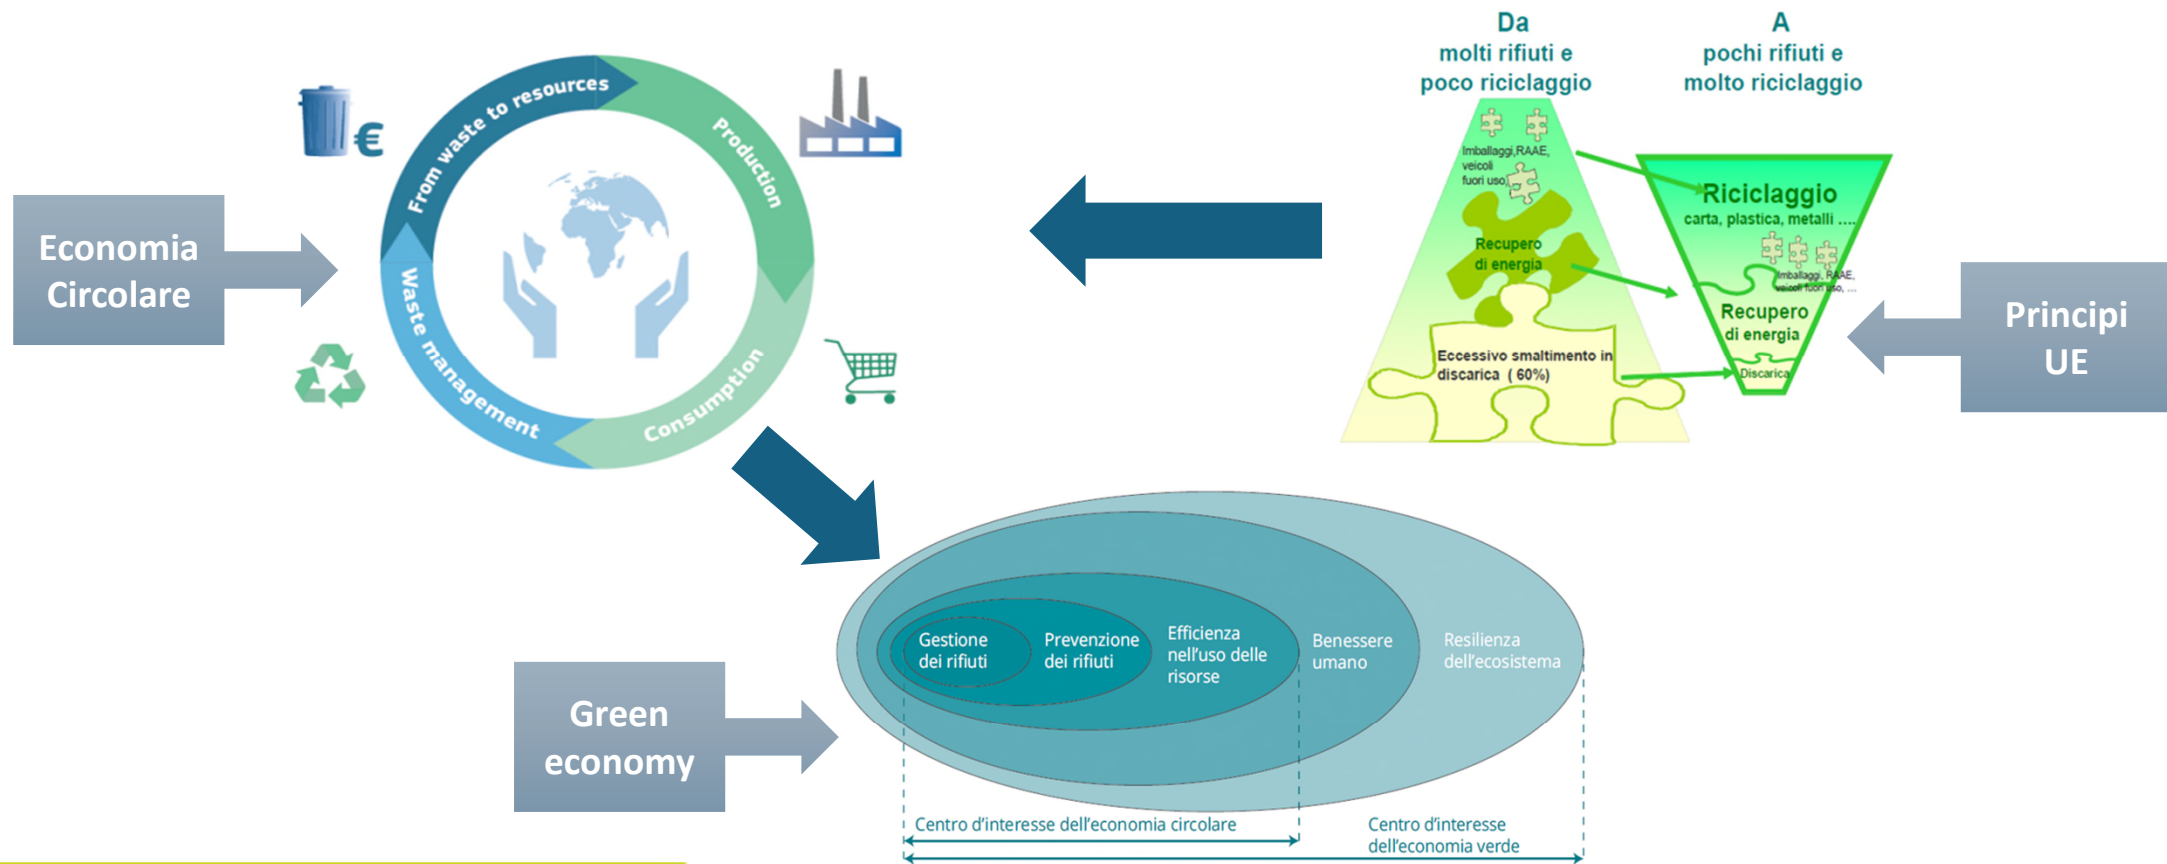 Economia
Circolare
From waste to resources
Production
Consumption
Waste management
€
Da
molti rifiuti e
poco riciclaggio
A
pochi rifiuti e
molto riciclaggio
Imballaggi,RAAE,
veicoli
fuori uso,
Recupero
di energia
Eccessivo smaltimento in
discarica ( 60%)
Riciclaggio
carta, plastica, metalli ....
Imballaggi, RAAE,
veicoli fuori uso, ...
Recupero
di energia
Discarica
Principi
UE
Green
economy
Gestione
dei rifiuti
Prevenzione
dei rifiuti
Efficienza
nell'uso delle
risorse
Benessere
umano
Resilienza
dell'ecosistema
Centro d'interesse dell'economia circolare
Centro d'interesse
dell'economia verde